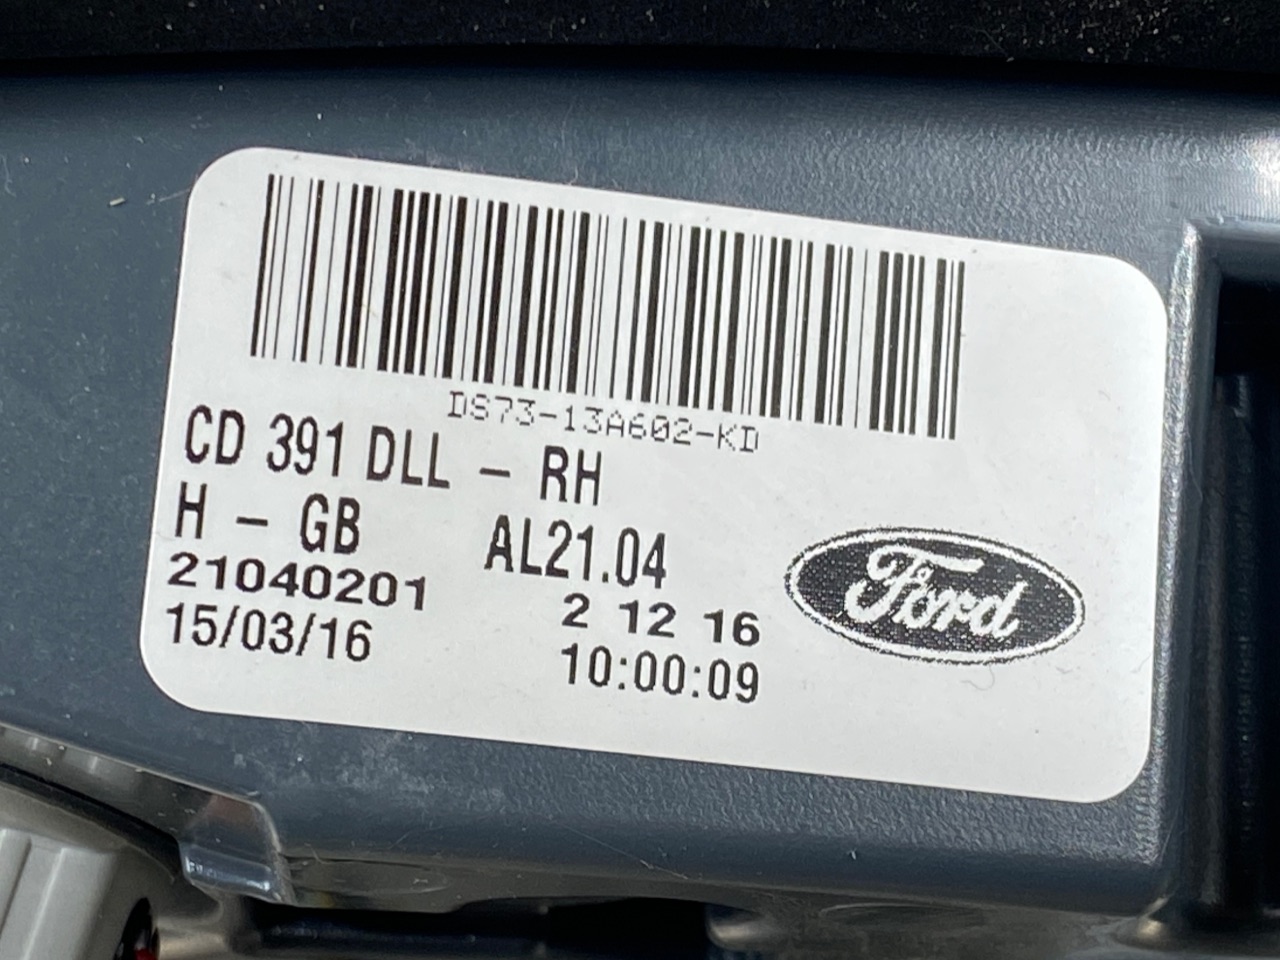 DS73-13A602-KD
CD 391 DLL - RH
H - GB AL21.04
21040201 2 12 16
15/03/16 10:00:09
Ford